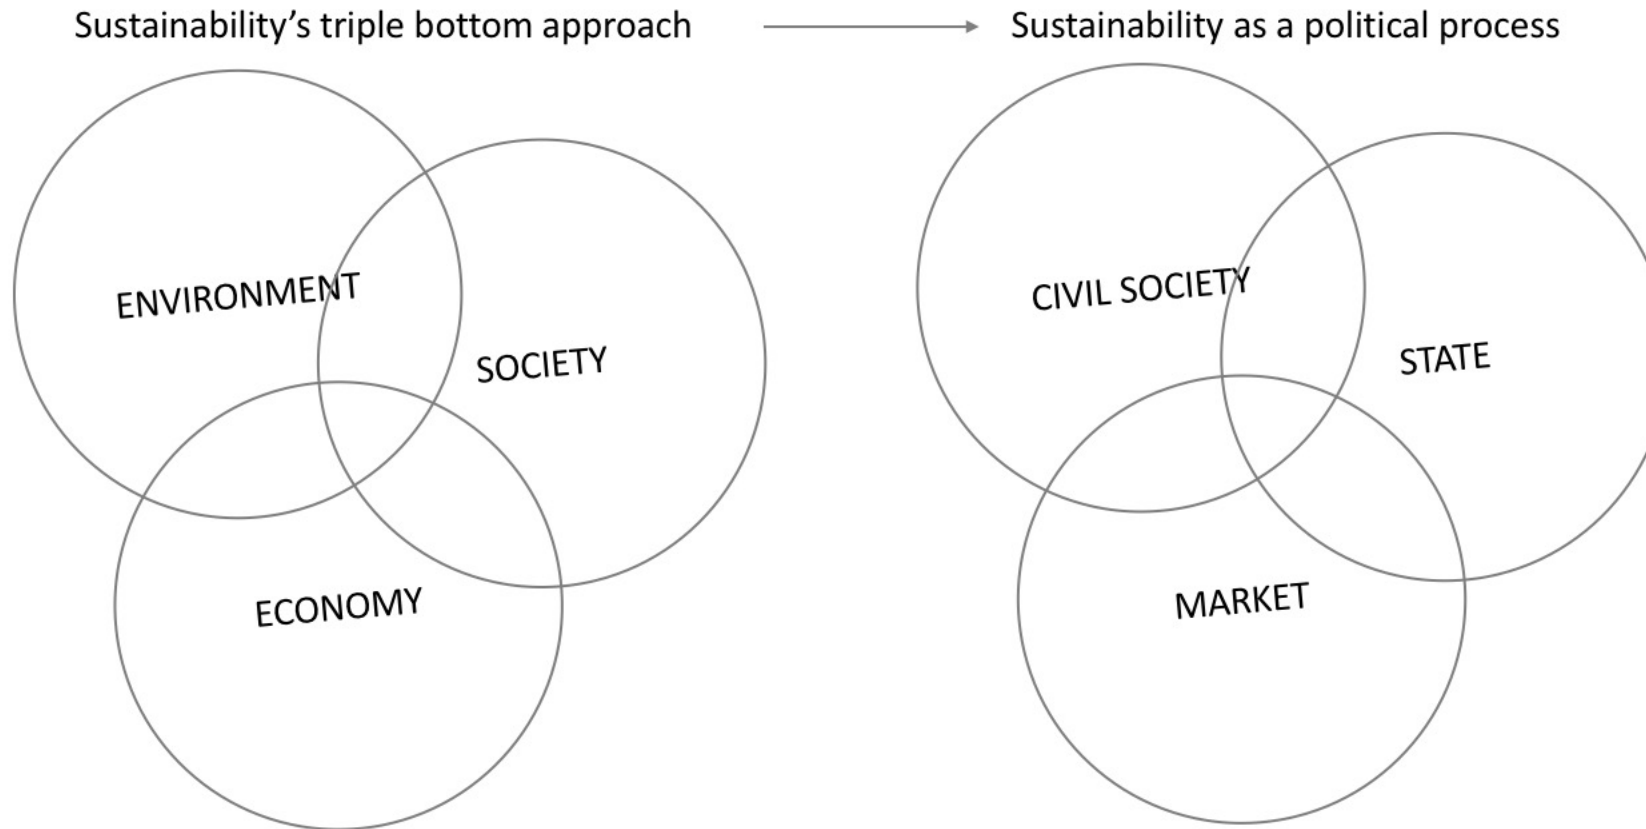 Sustainability’s triple bottom approach
Sustainability as a political process
ENVIRONMENT
SOCIETY
ECONOMY
CIVIL SOCIETY
STATE
MARKET